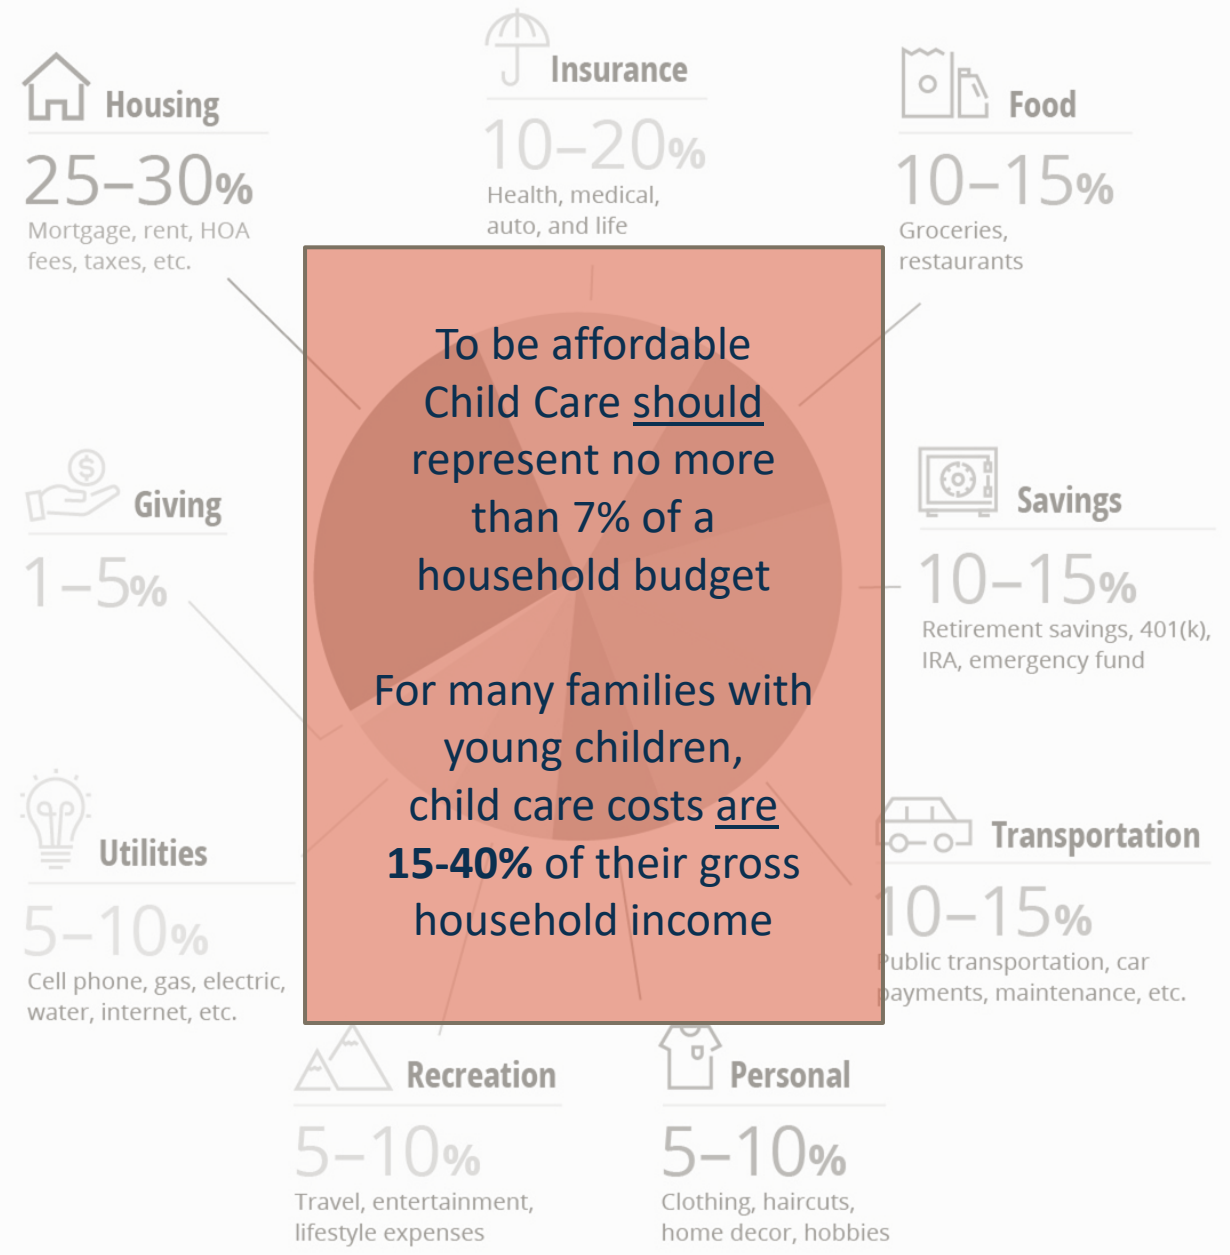 Housing
25–30%
Mortgage, rent, HOA
fees, taxes, etc.
Insurance
10–20%
Health, medical,
auto, and life
Food
10–15%
Groceries,
restaurants
To be affordable
Child Care should
represent no more
than 7% of a
household budget
For many families with
young children,
child care costs are
15-40% of their gross
household income
Giving
1–5%
$
Savings
10–15%
Retirement savings, 401(k),
IRA, emergency fund
Utilities
5–10%
Cell phone, gas, electric,
water, internet, etc.
Transportation
10–15%
Public transportation, car
payments, maintenance, etc.
Recreation
5–10%
Travel, entertainment,
lifestyle expenses
Personal
5–10%
Clothing, haircuts,
home decor, hobbies